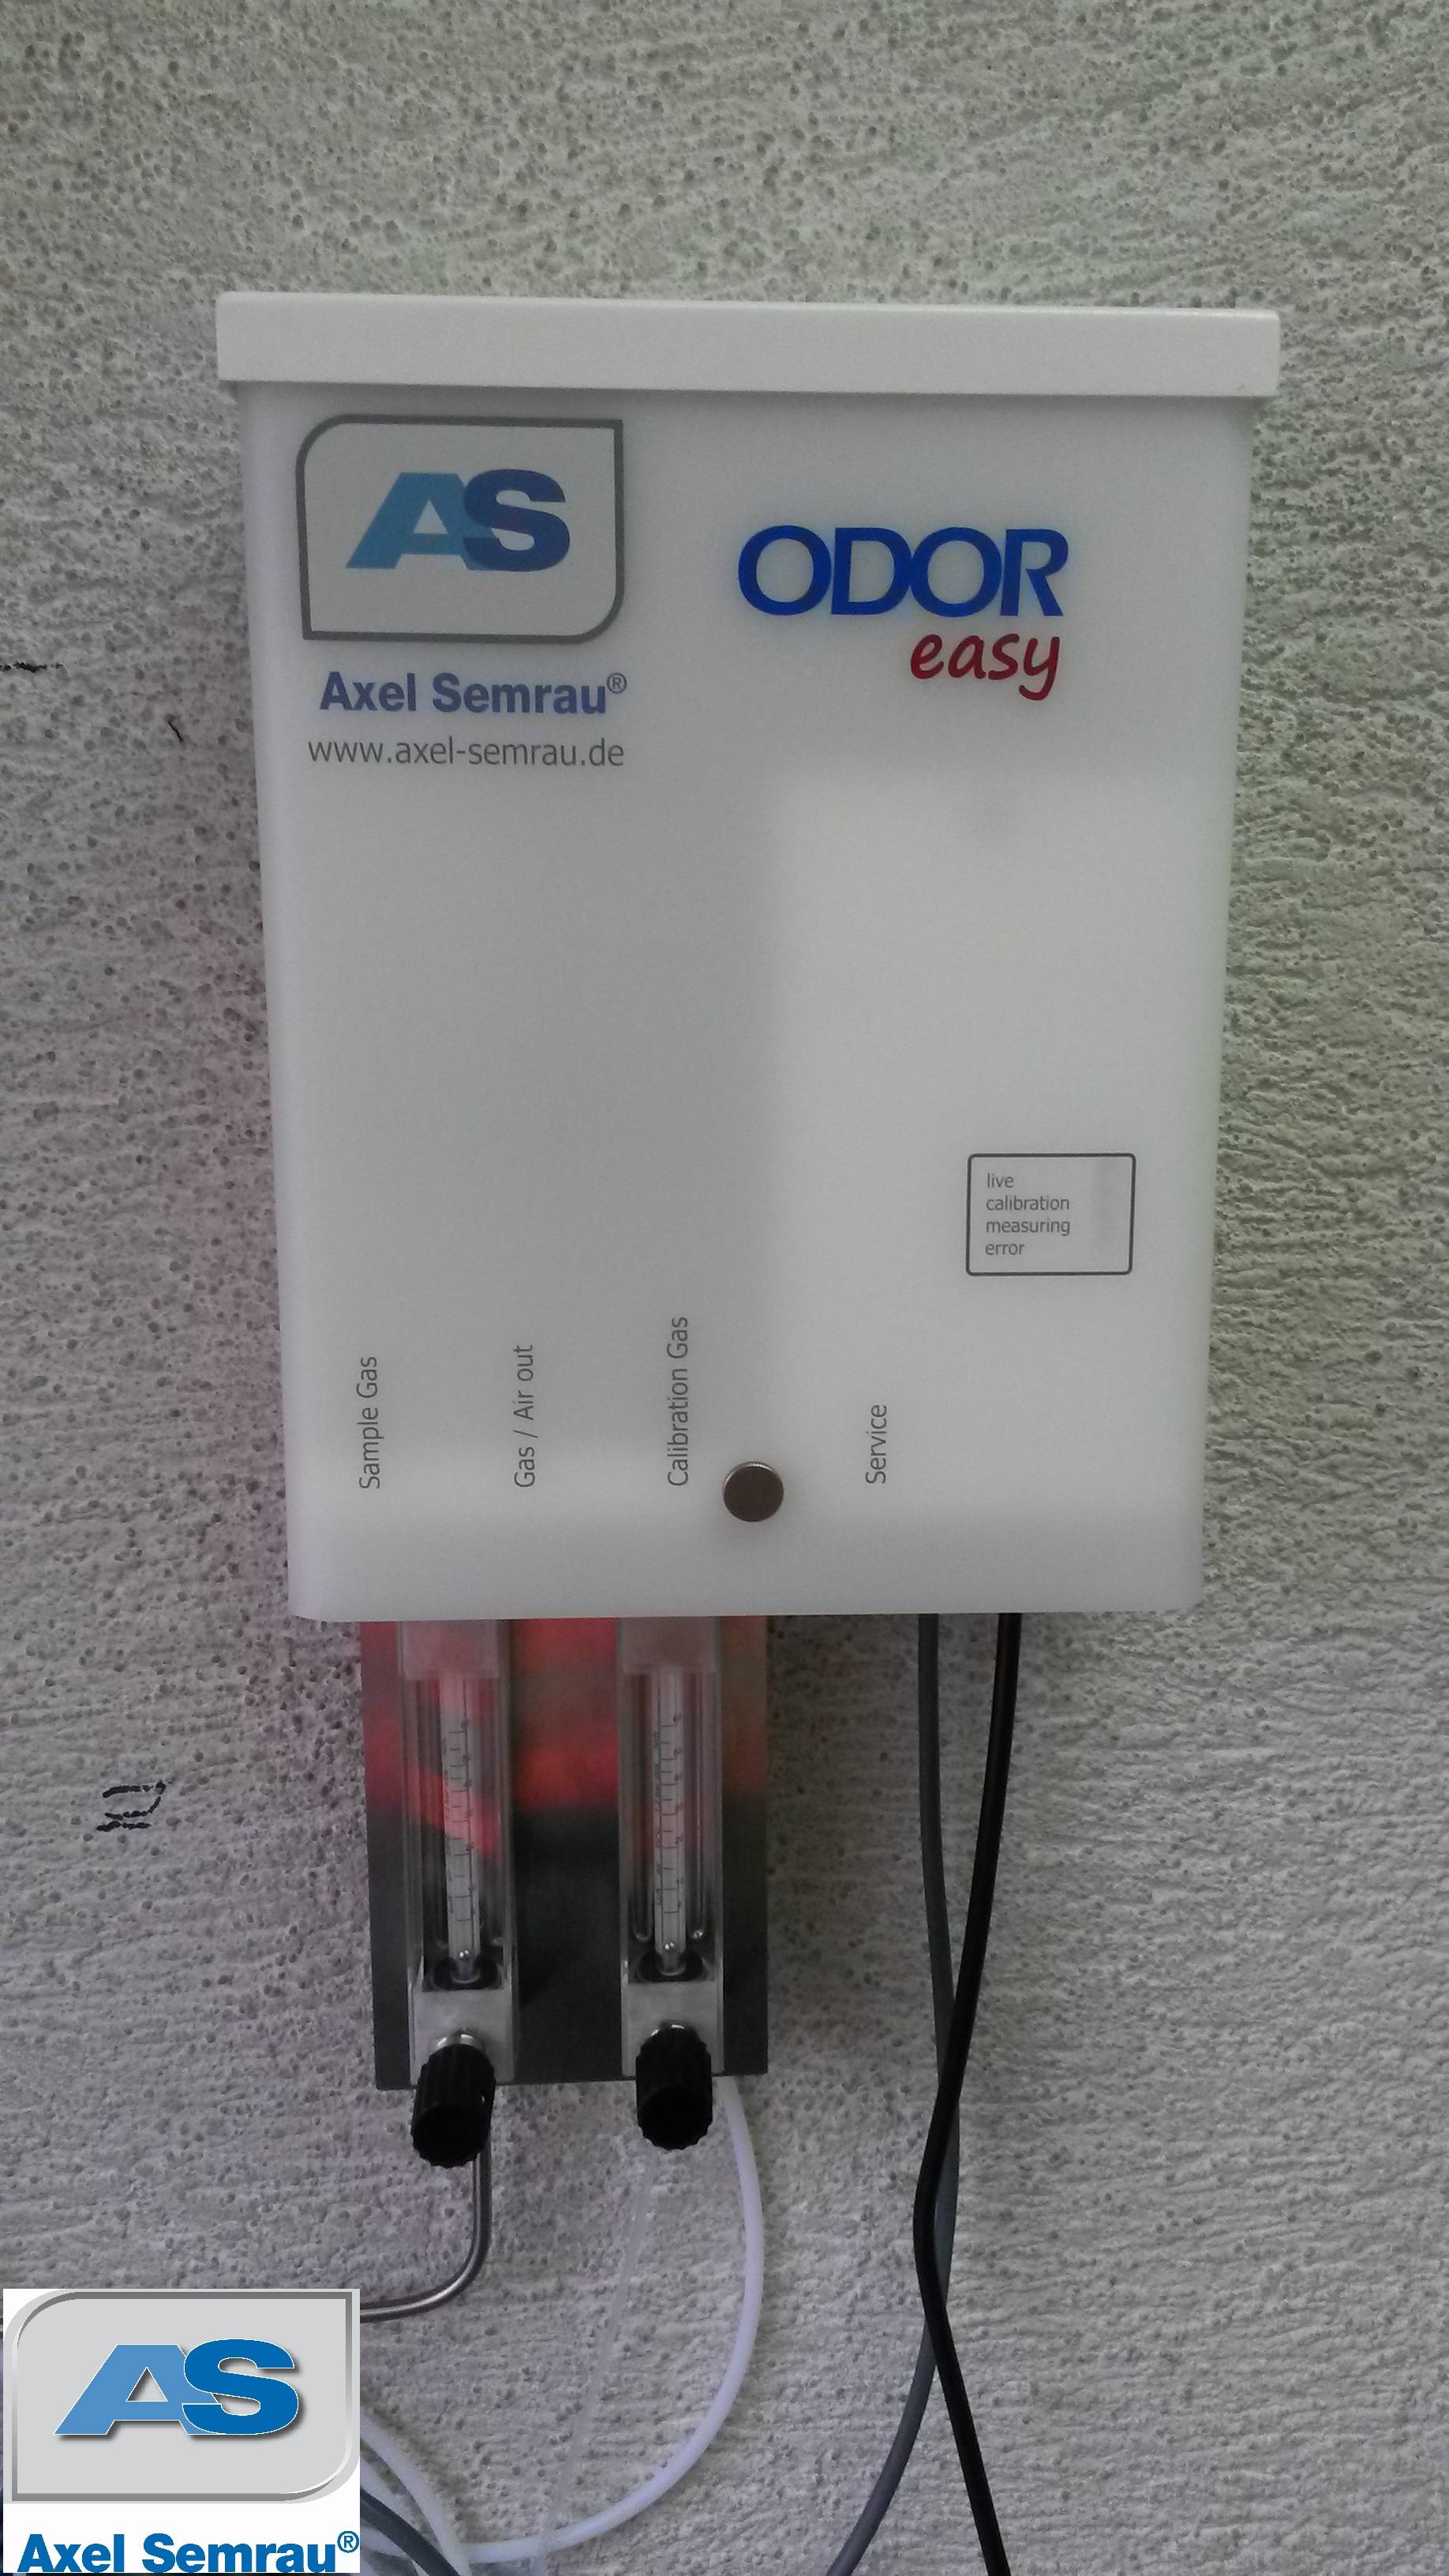 AS
Axel Semrau®
www.axel-semrau.de
ODOR
easy
live
calibration
measuring
error
Sample Gas
Gas / Air out
Calibration Gas
Service
AS
Axel Semrau®